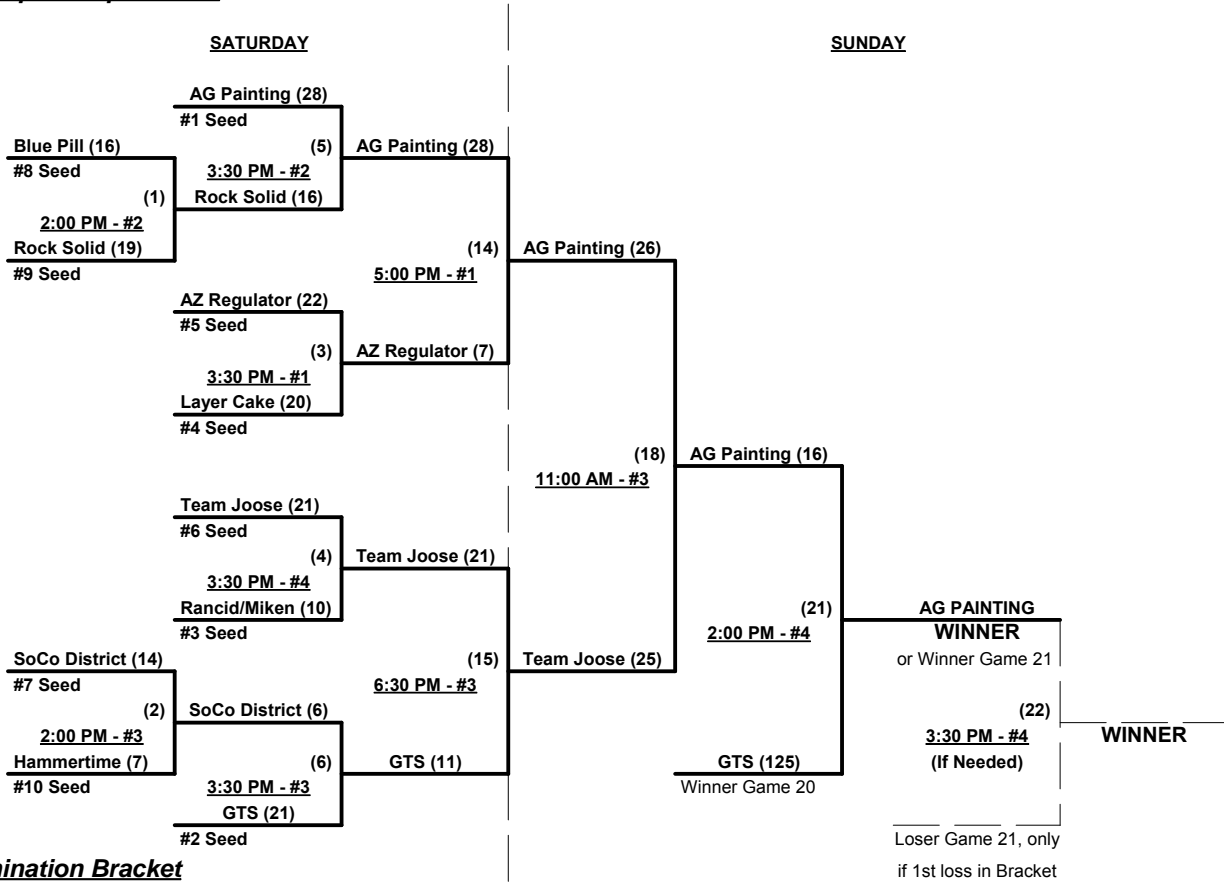 SATURDAY
SUNDAY
AG Painting (28)
#1 Seed
Blue Pill (16)
(5)
AG Painting (28)
#8 Seed
3:30 PM - #2
(1)
Rock Solid (16)
2:00 PM - #2
Rock Solid (19)
(14)
AG Painting (26)
#9 Seed
5:00 PM - #1
AZ Regulator (22)
#5 Seed
(3)
AZ Regulator (7)
3:30 PM - #1
Layer Cake (20)
#4 Seed
(18)
AG Painting (16)
11:00 AM - #3
Team Joose (21)
#6 Seed
(4)
Team Joose (21)
3:30 PM - #4
Rancid/Miken (10)
(21)
AG PAINTING
#3 Seed
2:00 PM - #4
WINNER
SoCo District (14)
(15)
Team Joose (25)
or Winner Game 21
#7 Seed
6:30 PM - #3
(2)
SoCo District (6)
(22)
2:00 PM - #3
3:30 PM - #4
WINNER
Hammertime (7)
(6)
GTS (11)
GTS (125)
(If Needed)
#10 Seed
3:30 PM - #3
Winner Game 20
GTS (21)
#2 Seed
Loser Game 21, only
if 1st loss in Bracket
Bracket